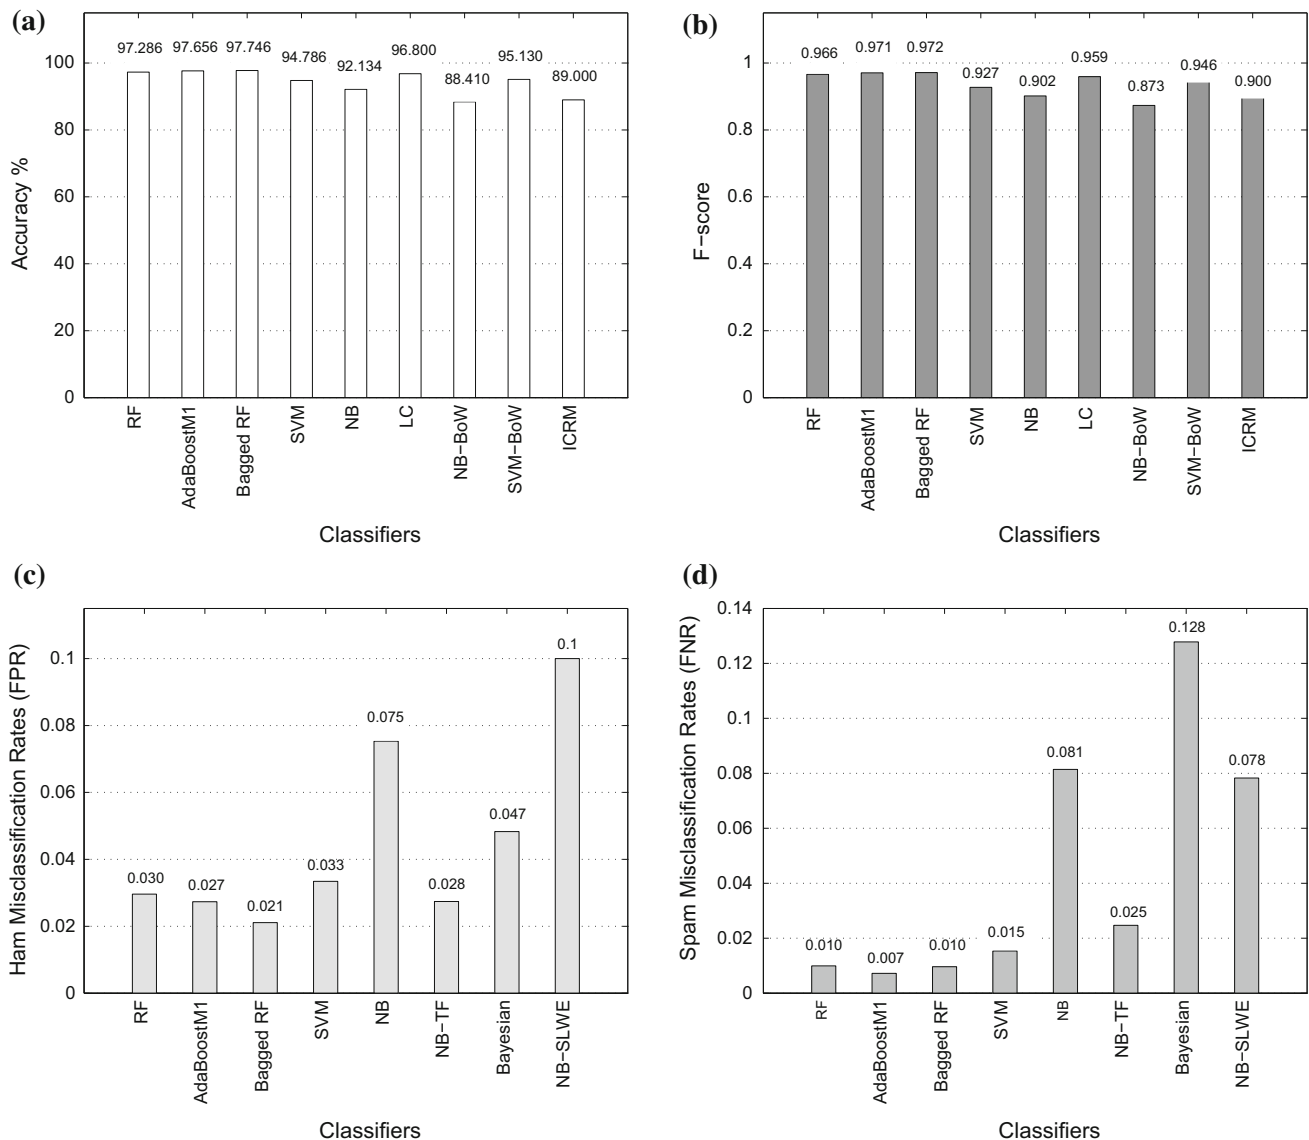 (a)
97.286 97.656 97.746 94.786 92.134 96.800 88.410 95.130 89.000
100
80
60
40
20
0
Accuracy %
RF AdaBoostM1 Bagged RF SVM NB LC NB−BoW SVM−BoW ICRM
Classifiers
(b)
0.966 0.971 0.972 0.927 0.902 0.959 0.873 0.946 0.900
1
0.8
0.6
0.4
0.2
0
F−score
RF AdaBoostM1 Bagged RF SVM NB LC NB−BoW SVM−BoW ICRM
Classifiers
(c)
0.030 0.027 0.021 0.033 0.075 0.028 0.047 0.1
0.1
0.08
0.06
0.04
0.02
0
Ham Misclassification Rates (FPR)
RF AdaBoostM1 Bagged RF SVM NB NB−TF Bayesian NB−SLWE
Classifiers
(d)
0.010 0.007 0.010 0.015 0.081 0.025 0.128 0.078
0.14
0.12
0.1
0.08
0.06
0.04
0.02
0
Spam Misclassification Rates (FNR)
RF AdaBoostM1 Bagged RF SVM NB NB−TF Bayesian NB−SLWE
Classifiers